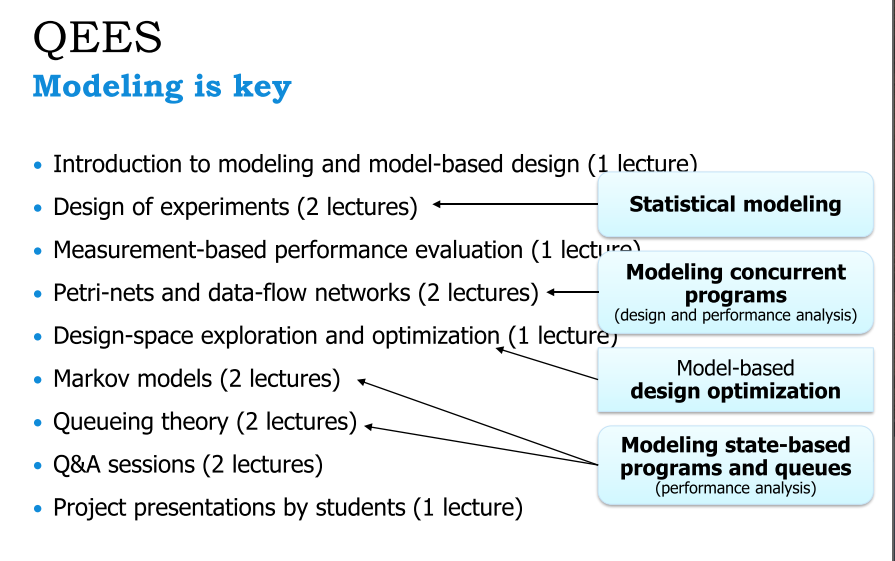 QEES
Modeling is key
• Introduction to modeling and model-based design (1 lecture)
• Design of experiments (2 lectures)
• Measurement-based performance evaluation (1 lecture)
• Petri-nets and data-flow networks (2 lectures)
• Design-space exploration and optimization (1 lecture)
• Markov models (2 lectures)
• Queueing theory (2 lectures)
• Q&A sessions (2 lectures)
• Project presentations by students (1 lecture)
Statistical modeling
Modeling concurrent
programs
(design and performance analysis)
Model-based
design optimization
Modeling state-based
programs and queues
(performance analysis)